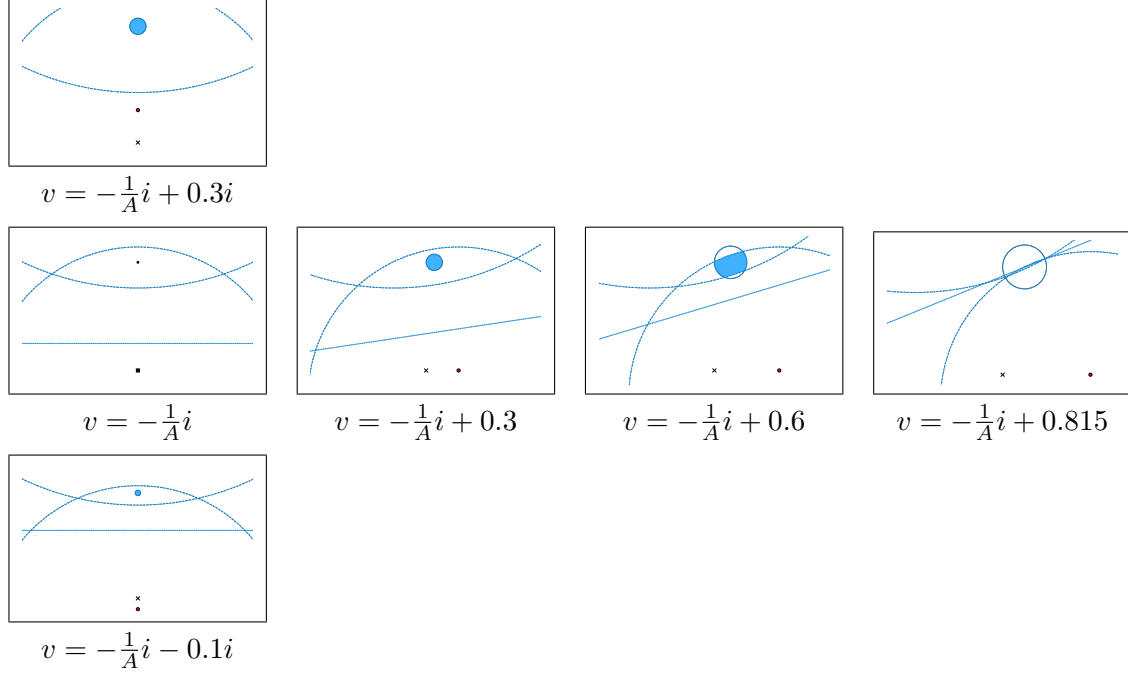 v = −\frac{1}{A}i + 0.3i
v = −\frac{1}{A}i
v = −\frac{1}{A}i + 0.3
v = −\frac{1}{A}i + 0.6
v = −\frac{1}{A}i + 0.815
v = −\frac{1}{A}i − 0.1i